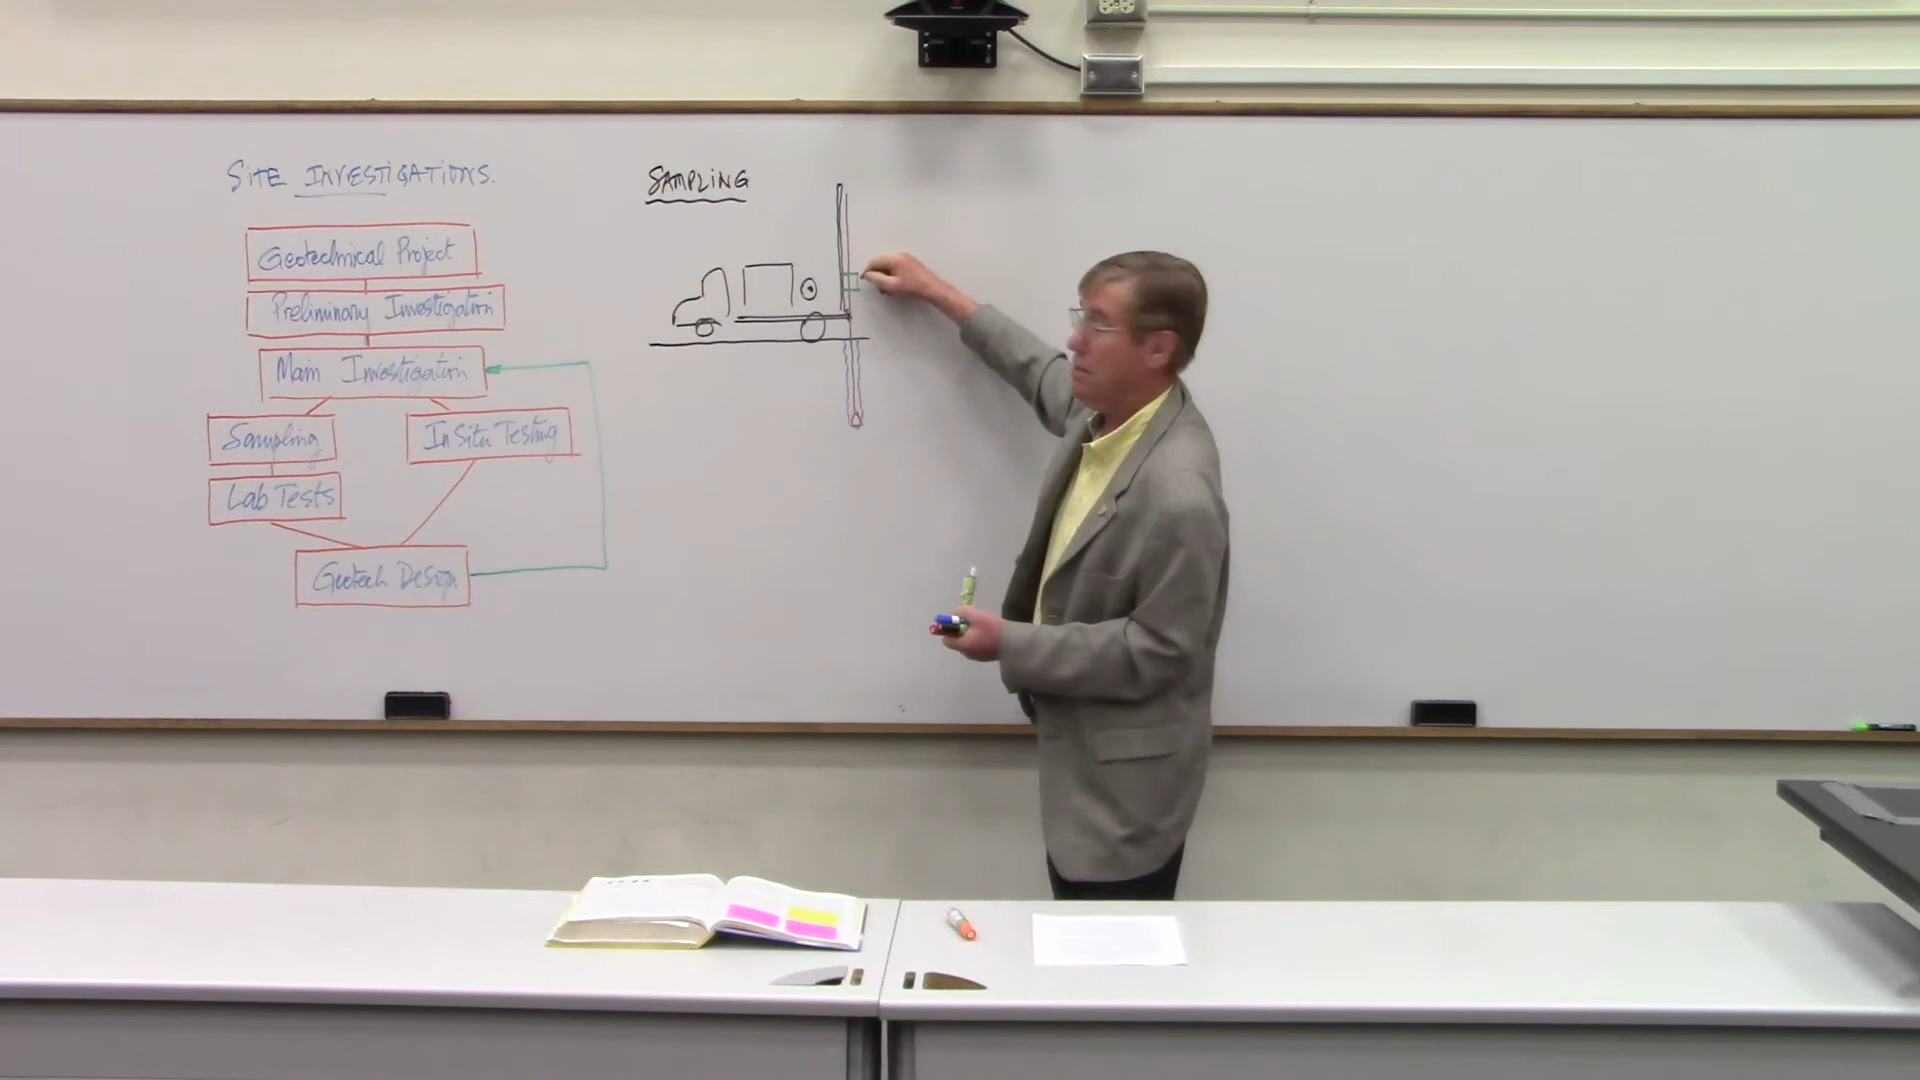 SITE INVESTIGATIONS.
Geotechnical Project
Preliminary Investigation
Main Investigation
Sampling
In Situ Testing
Lab Tests
Geotech Design
SAMPLING